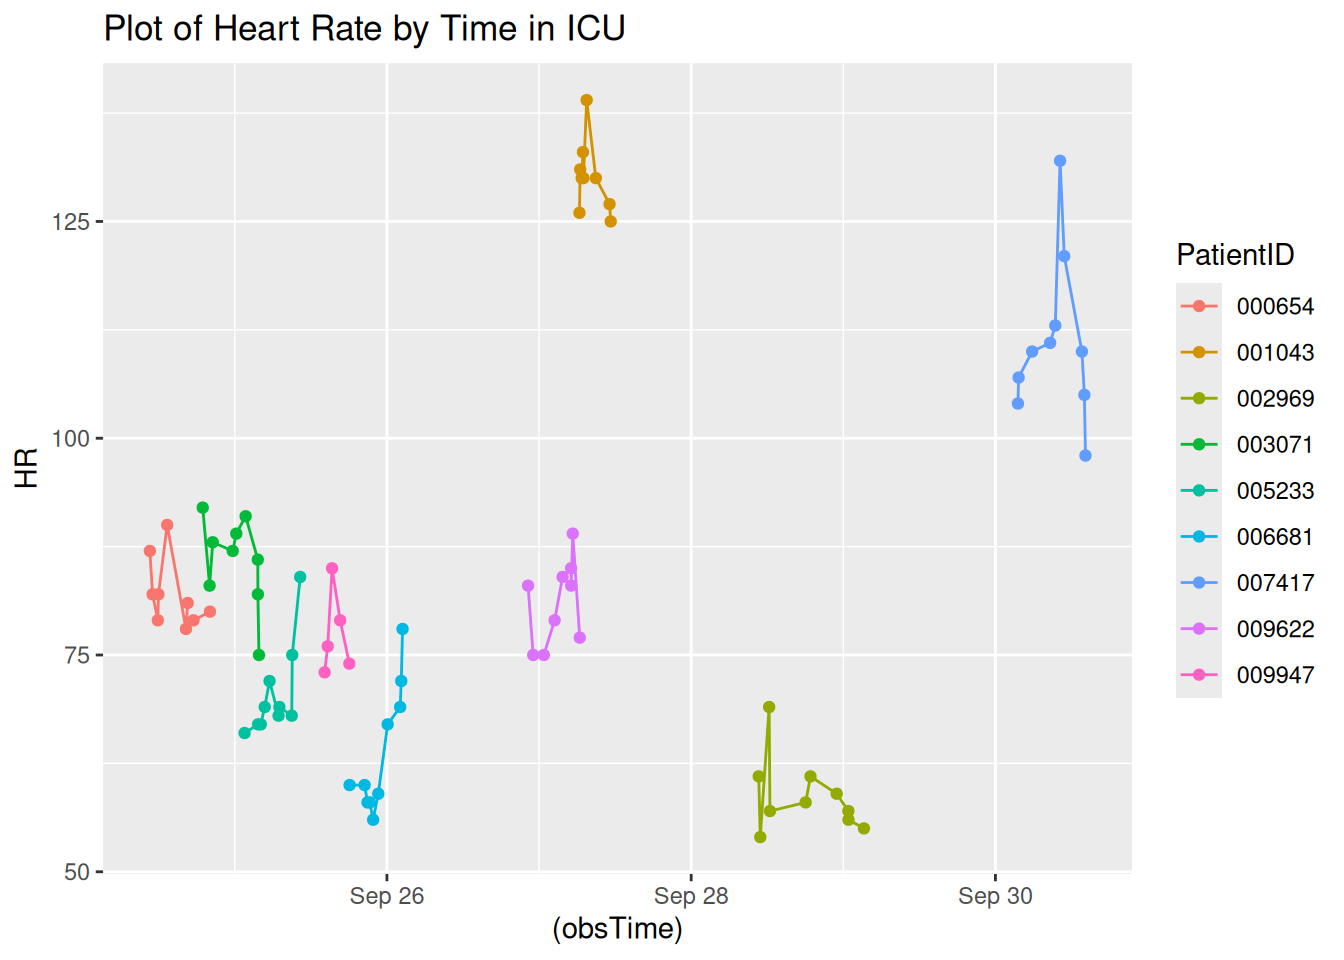 Plot of Heart Rate by Time in ICU
125
100
75
50
HR
Sep 26
Sep 28
Sep 30
(obsTime)
PatientID
000654
001043
002969
003071
005233
006681
007417
009622
009947